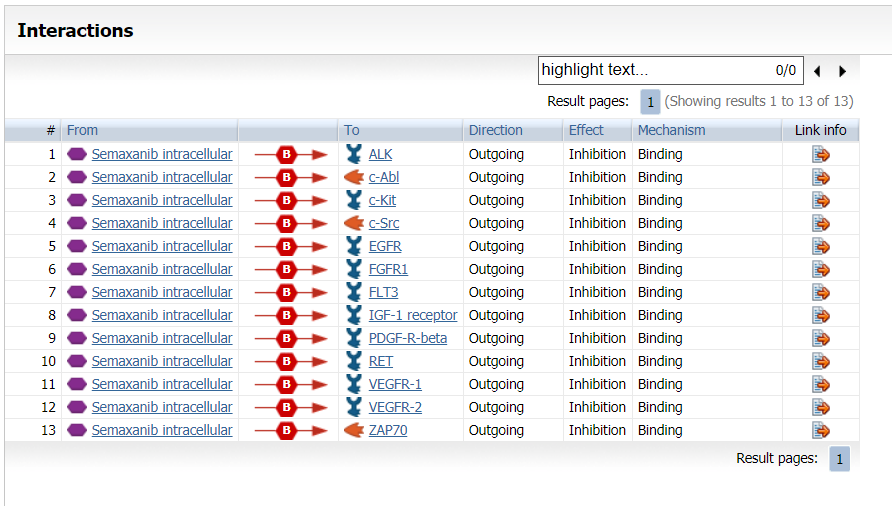 Interactions
highlight text... 0/0
Result pages: 1 (Showing results 1 to 13 of 13)
# From To Direction Effect Mechanism Link info
1 Semaxanib intracellular B ALK Outgoing Inhibition Binding
2 Semaxanib intracellular B c-Abl Outgoing Inhibition Binding
3 Semaxanib intracellular B c-Kit Outgoing Inhibition Binding
4 Semaxanib intracellular B c-Src Outgoing Inhibition Binding
5 Semaxanib intracellular B EGFR Outgoing Inhibition Binding
6 Semaxanib intracellular B FGFR1 Outgoing Inhibition Binding
7 Semaxanib intracellular B FLT3 Outgoing Inhibition Binding
8 Semaxanib intracellular B IGF-1 receptor Outgoing Inhibition Binding
9 Semaxanib intracellular B PDGF-R-beta Outgoing Inhibition Binding
10 Semaxanib intracellular B RET Outgoing Inhibition Binding
11 Semaxanib intracellular B VEGFR-1 Outgoing Inhibition Binding
12 Semaxanib intracellular B VEGFR-2 Outgoing Inhibition Binding
13 Semaxanib intracellular B ZAP70 Outgoing Inhibition Binding
Result pages: 1